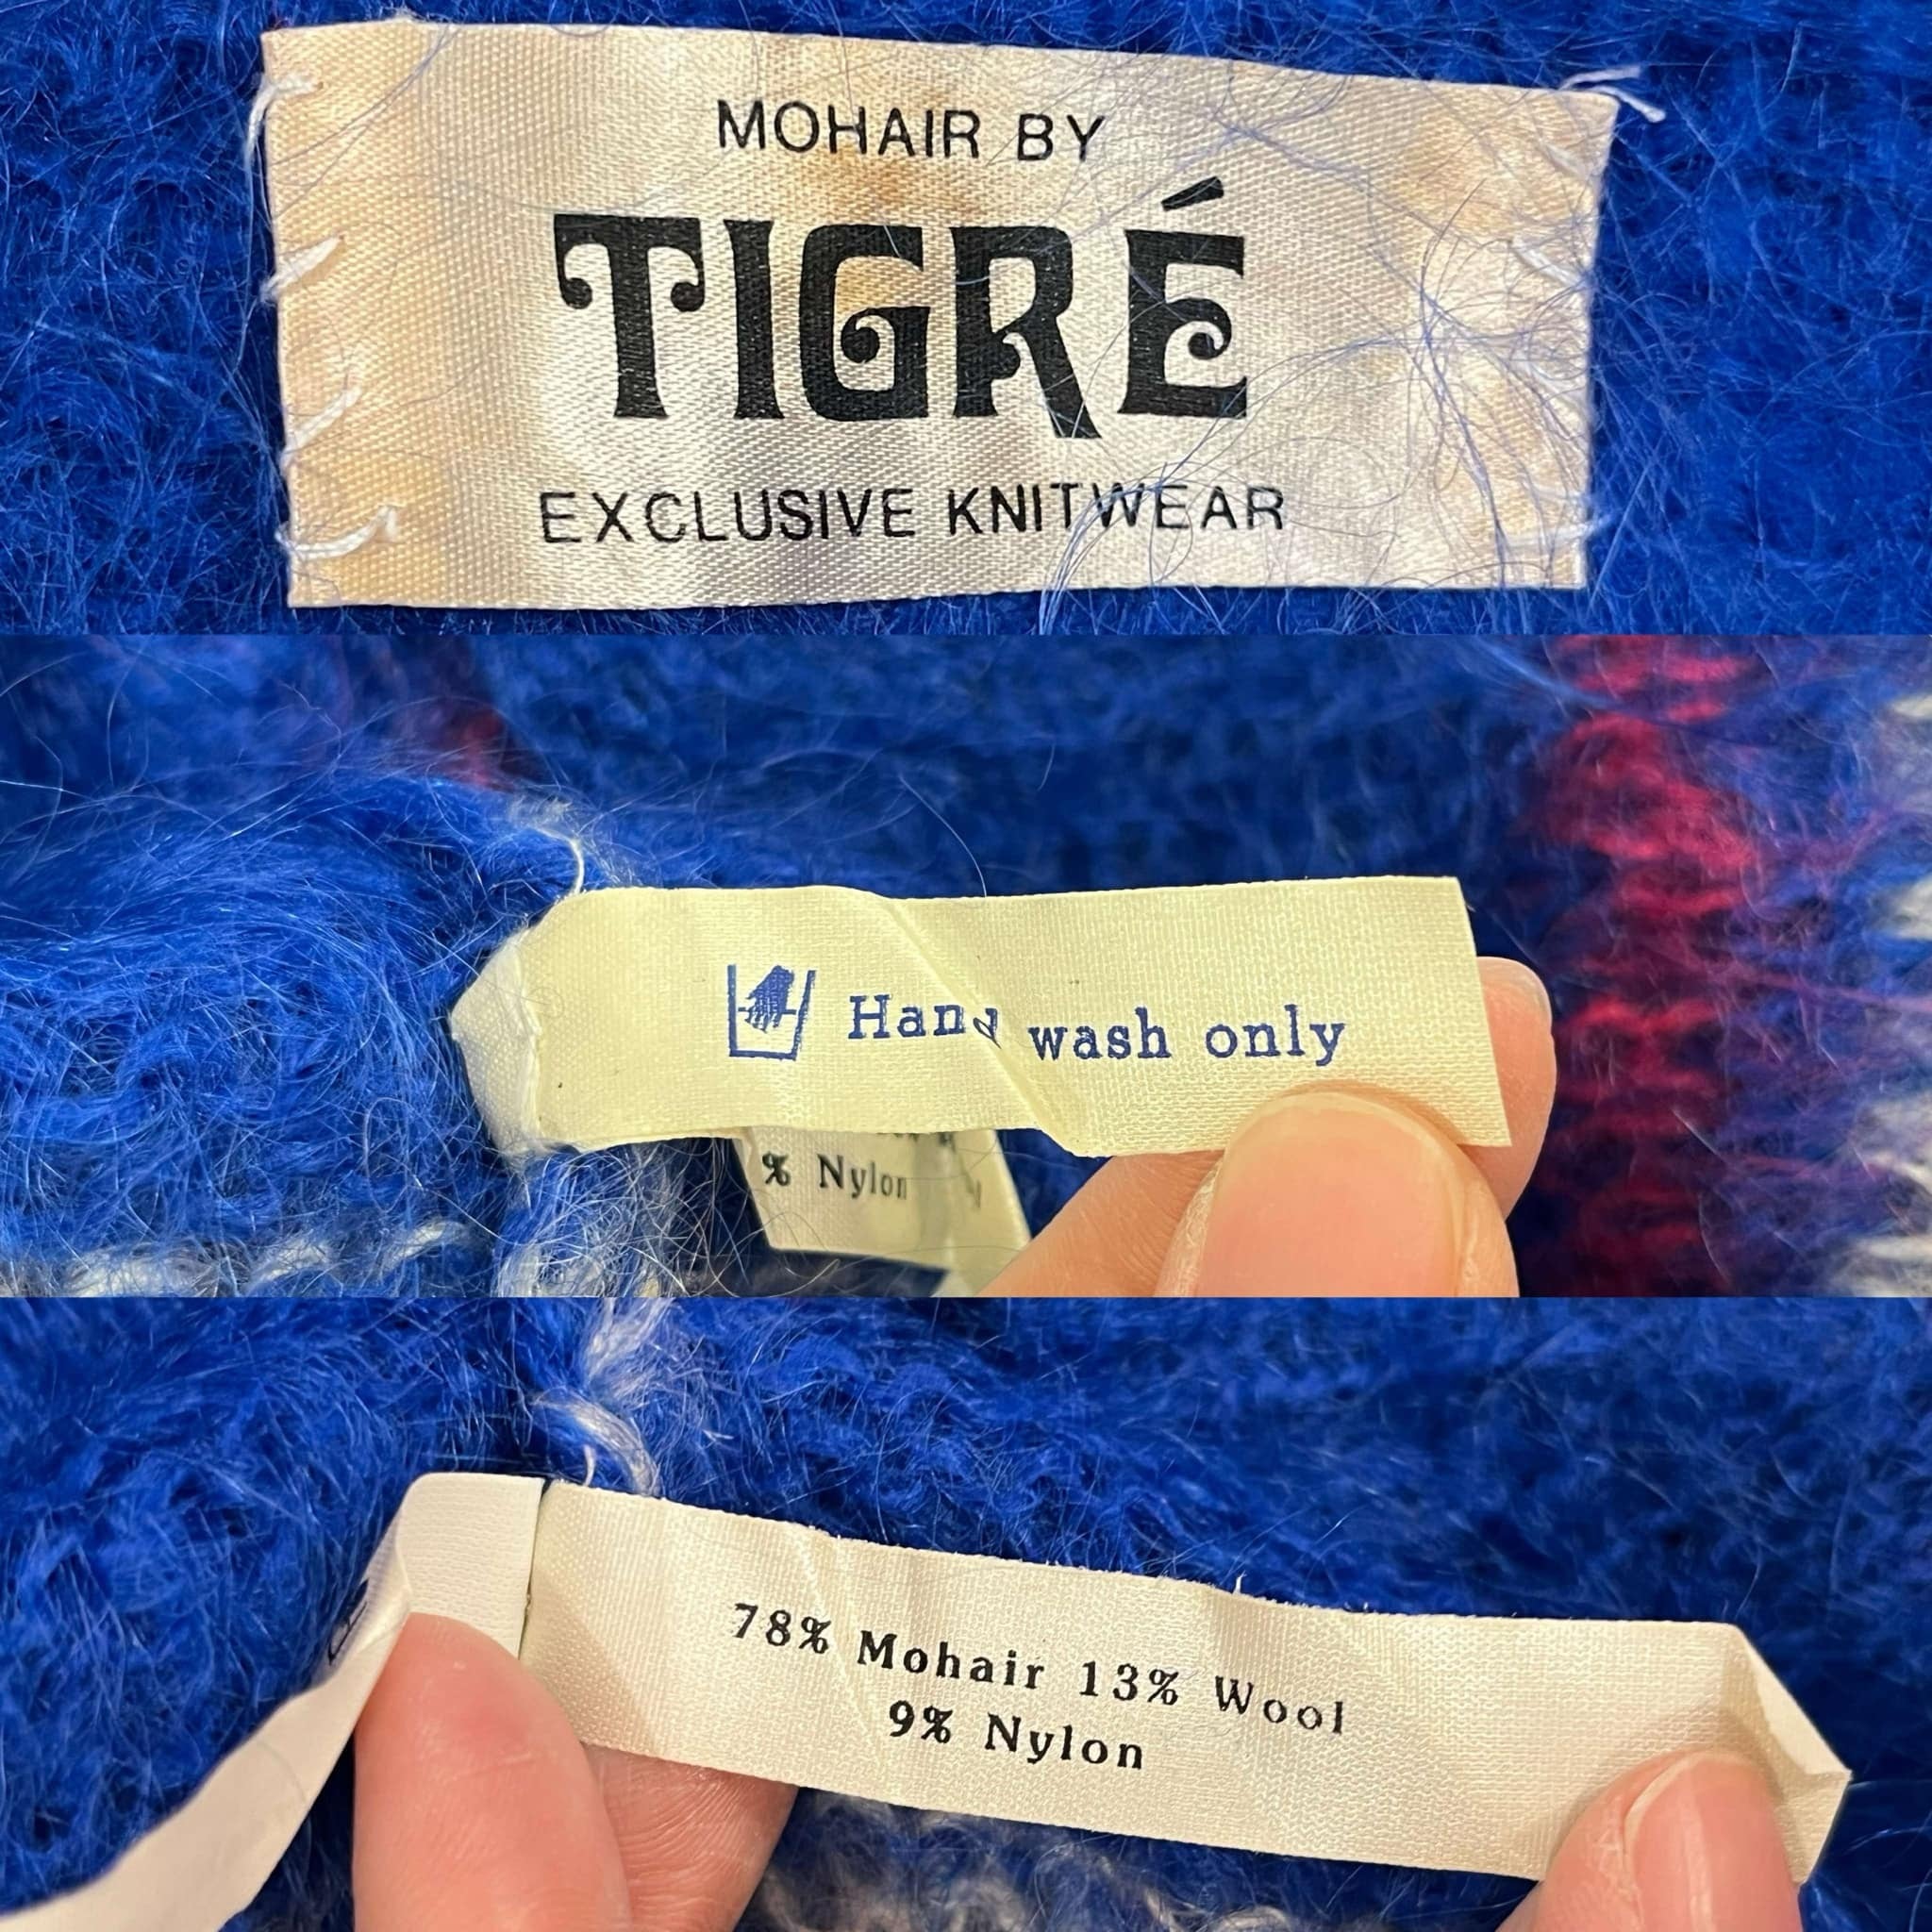 MOHAIR BY
TIGRÉ
EXCLUSIVE KNITWEAR
Hand wash only
% Nylon
78% Mohair 13% Wool
9% Nylon